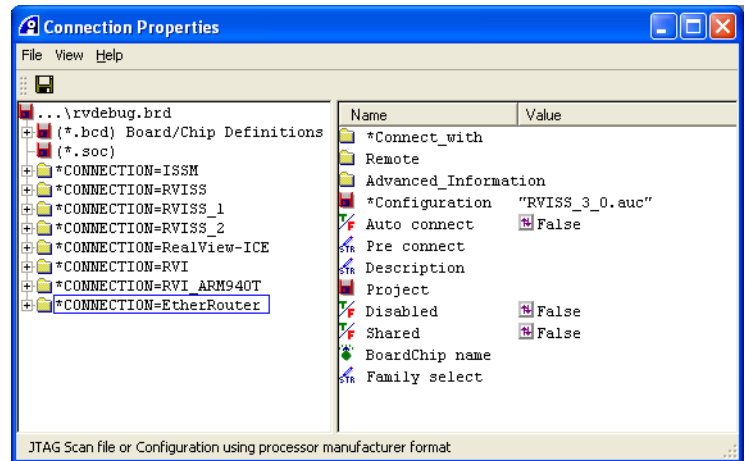 Connection Properties
File View Help
...\rvdebug.brd
(*.bcd) Board/Chip Definitions
(*.soc)
*CONNECTION=ISSM
*CONNECTION=RVISS
*CONNECTION=RVISS_1
*CONNECTION=RVISS_2
*CONNECTION=RealView-ICE
*CONNECTION=RVI
*CONNECTION=RVI_ARM940T
*CONNECTION=EtherRouter
Name Value
*Connect_with
Remote
Advanced_Information
*Configuration "RVISS_3_0.auc"
T/F Auto connect False
STR Pre connect
STR Description
Project
T/F Disabled False
T/F Shared False
BoardChip name
STR Family select
JTAG Scan file or Configuration using processor manufacturer format